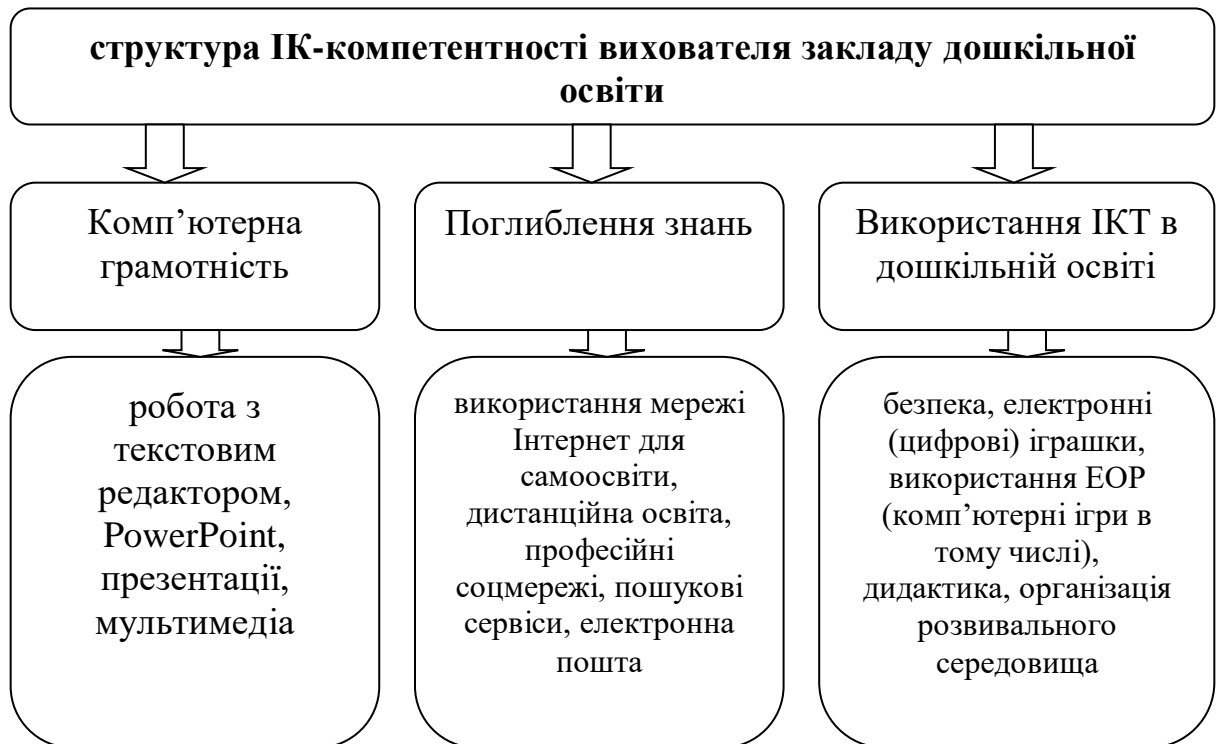 структура ІК-компетентності вихователя закладу дошкільної
освіти
Комп’ютерна
грамотність
Поглиблення знань
Використання ІКТ в
дошкільній освіті
робота з
текстовим
редактором,
PowerPoint,
презентації,
мультимедіа
використання мережі
Інтернет для
самоосвіти,
дистанційна освіта,
професійні
соцмережі, пошукові
сервіси, електронна
пошта
безпека, електронні
(цифрові) іграшки,
використання ЕОР
(комп’ютерні ігри в
тому числі),
дидактика, організація
розвивального
середовища